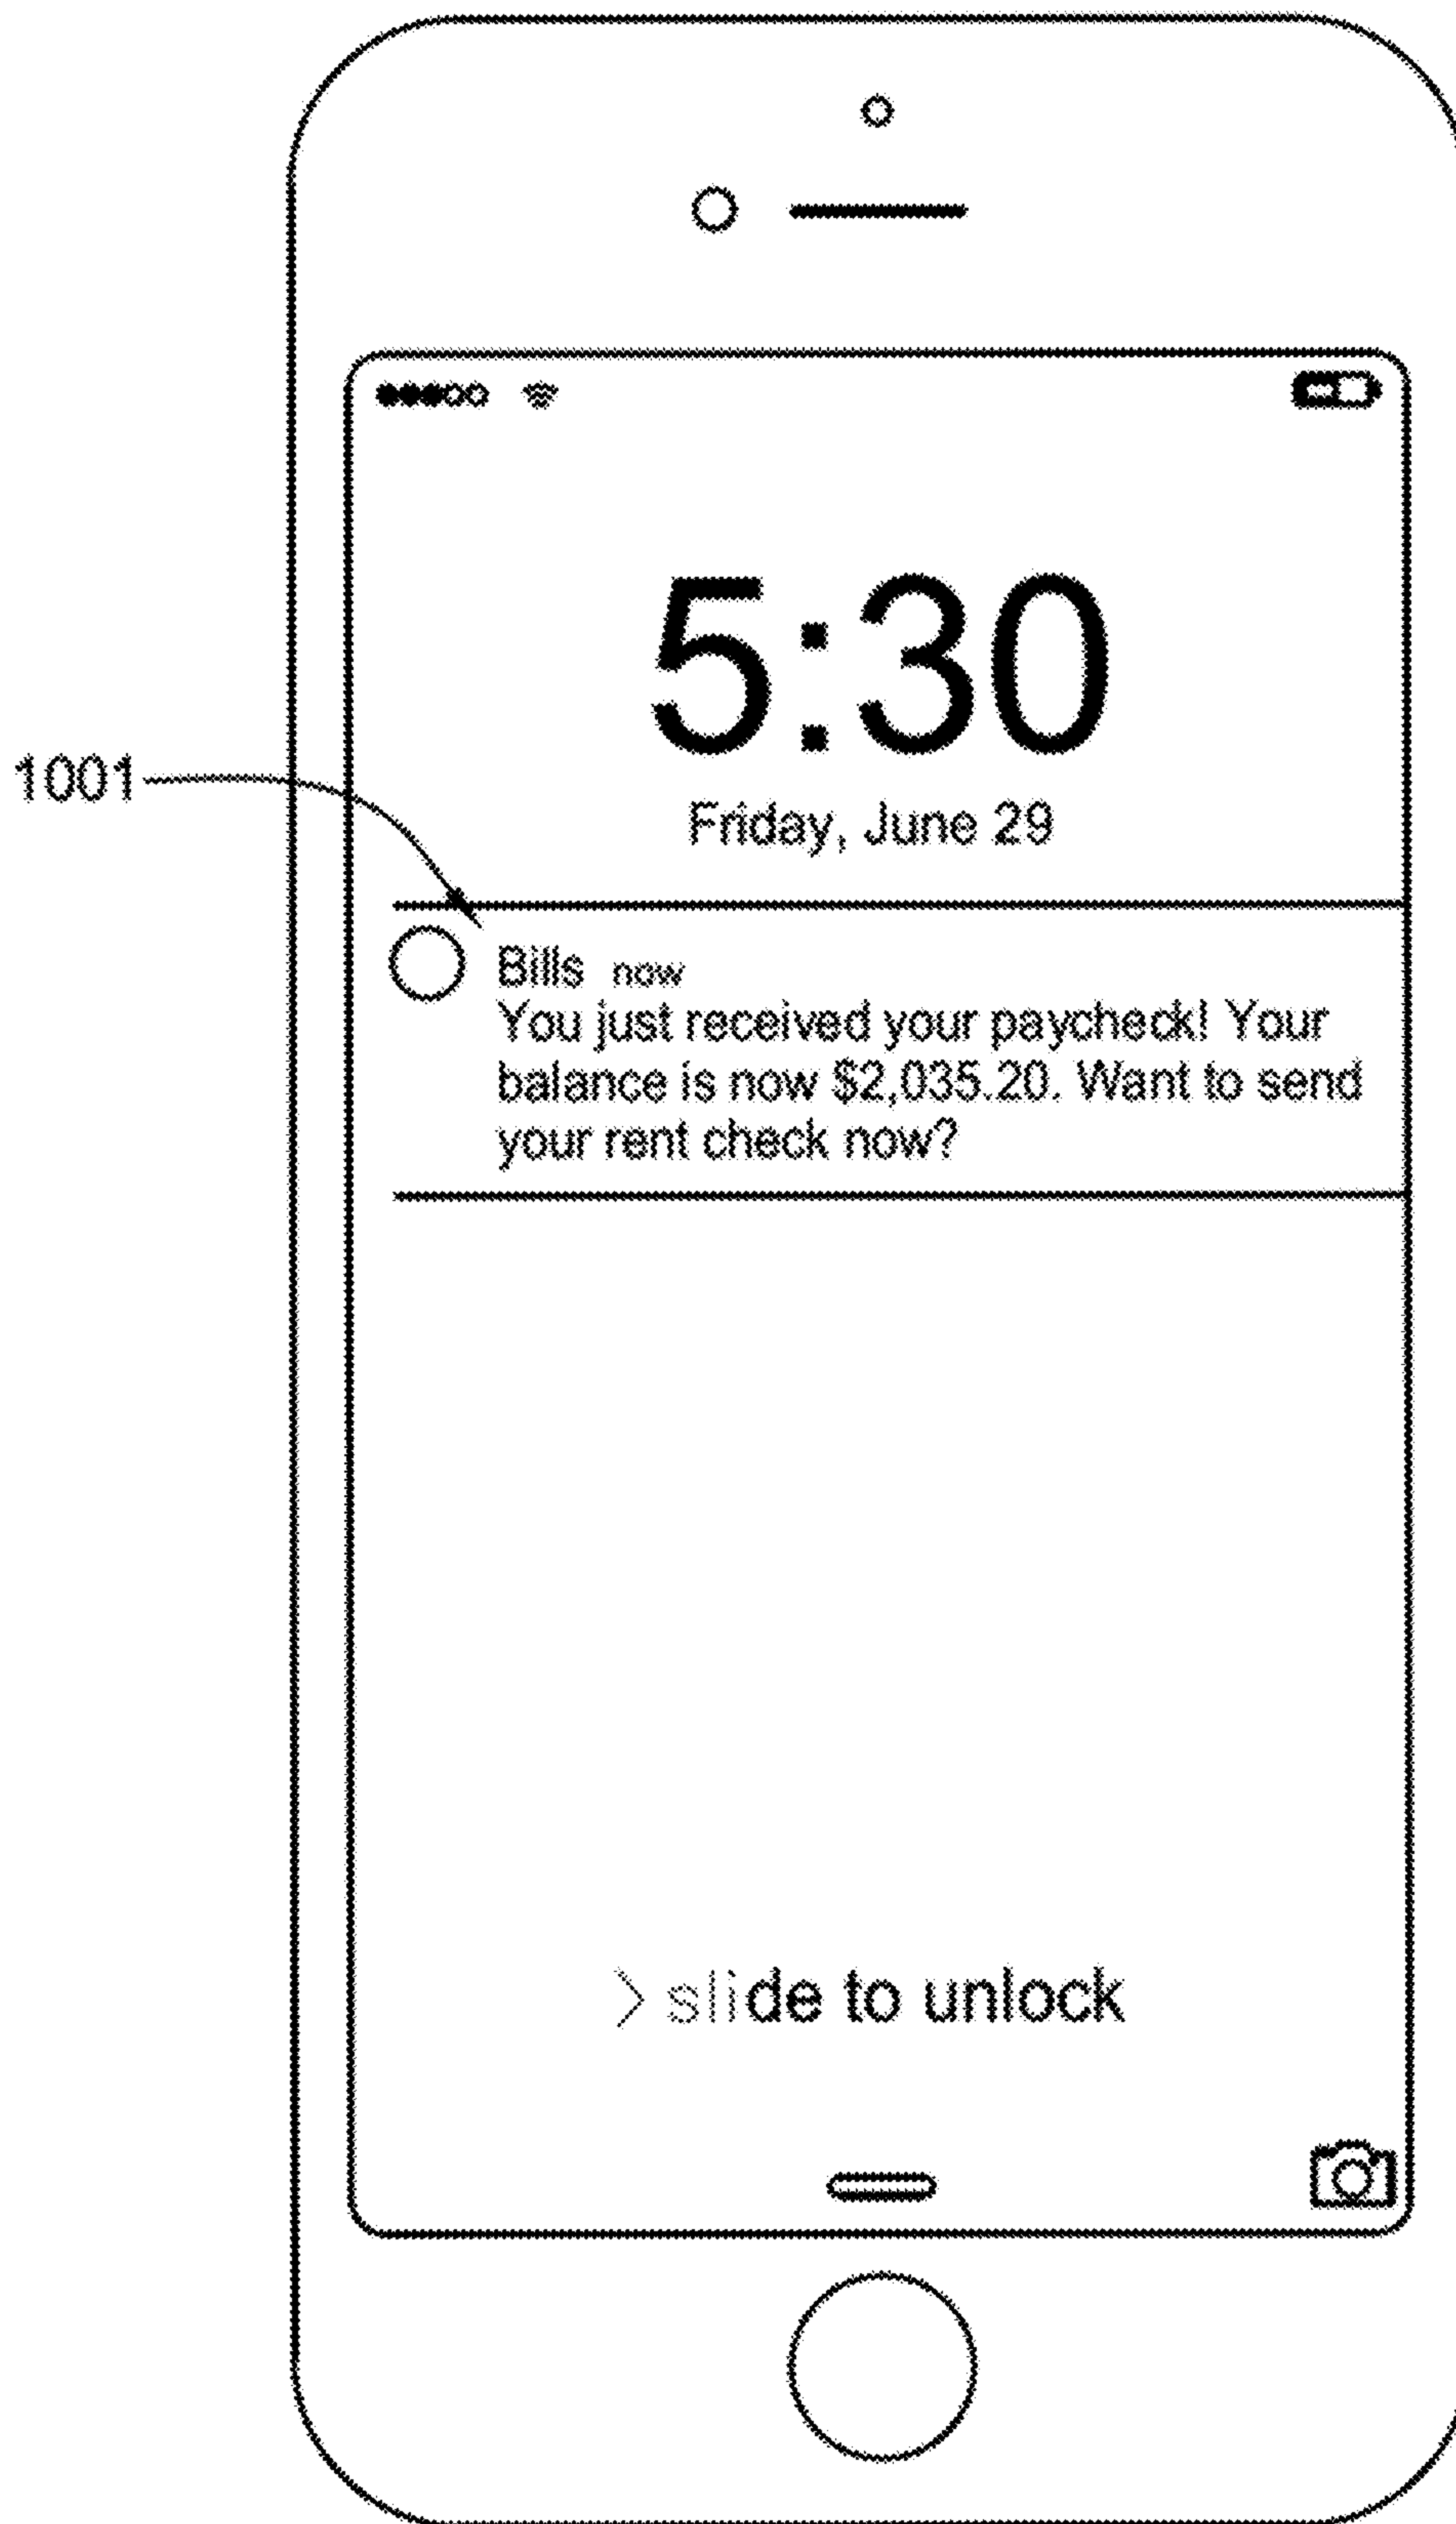 5:30
Friday, June 29
1001
Bills now
You just received your paycheck! Your
balance is now $2,035.20. Want to send
your rent check now?
> slide to unlock